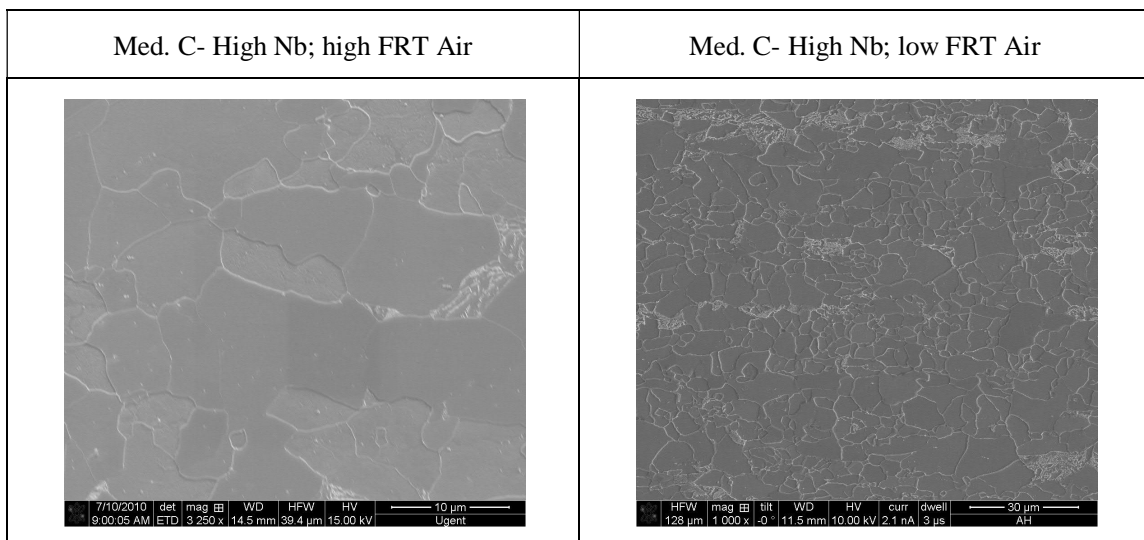 Med. C- High Nb; high FRT Air
Med. C- High Nb; low FRT Air
7/10/2010 det mag WD HFW HV 10 µm
9:00:05 AM ETD 3 250 x 14.5 mm 39.4 µm 15.00 kV Ugent
HFW mag tilt WD HV curr dwell 30 µm
128 µm 1 000 x -0 ° 11.5 mm 10.00 kV 2.1 nA 3 µs AH